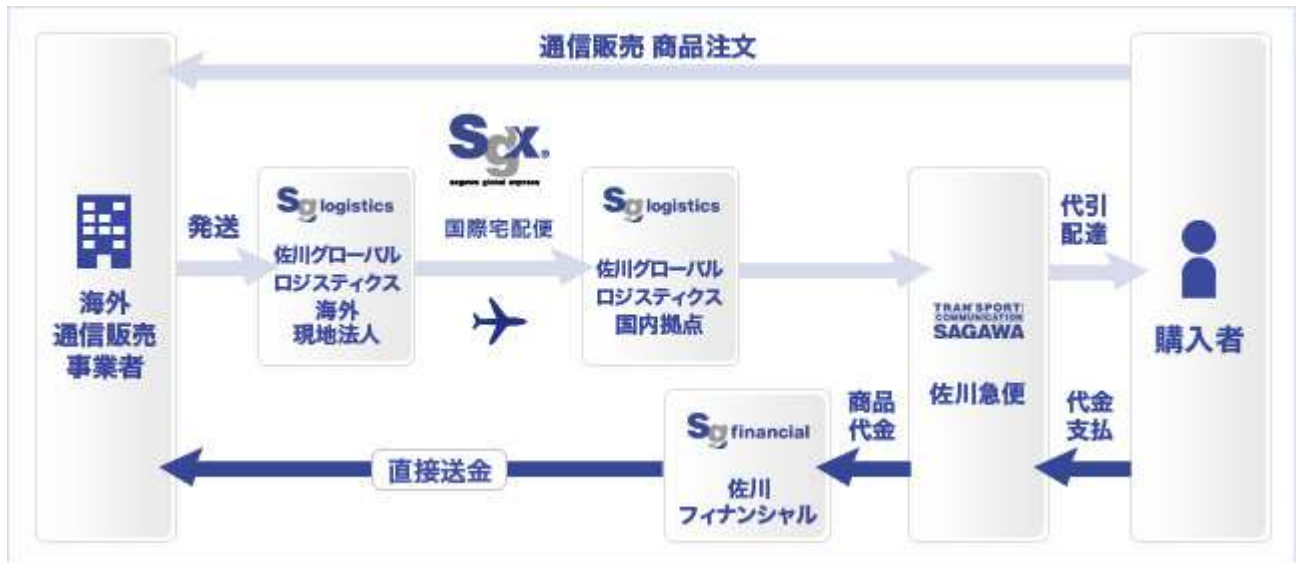 通信販売 商品注文
Sgx®
sagawa global express
国際宅配便
発送
海外
通信販売
事業者
Sg logistics
佐川グローバル
ロジスティクス
海外
現地法人
Sg logistics
佐川グローバル
ロジスティクス
国内拠点
TRANSPORT
COMMUNICATION
SAGAWA
佐川急便
代引
配達
購入者
代金
支払
商品
代金
Sg financial
佐川
フィナンシャル
直接送金